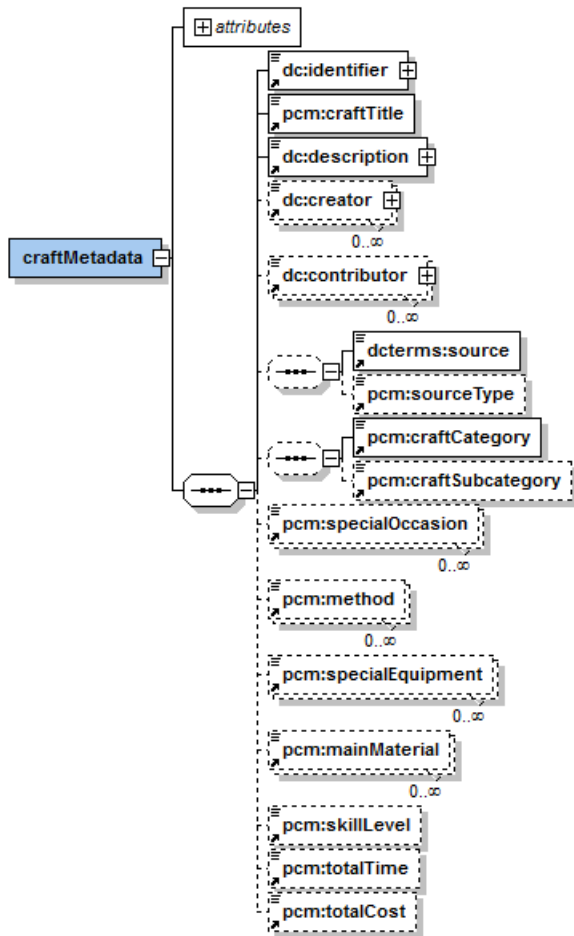 attributes
dc:identifier
pcm:craftTitle
dc:description
dc:creator
0..∞
craftMetadata
dc:contributor
0..∞
dcterms:source
pcm:sourceType
pcm:craftCategory
pcm:craftSubcategory
pcm:specialOccasion
0..∞
pcm:method
0..∞
pcm:specialEquipment
0..∞
pcm:mainMaterial
0..∞
pcm:skillLevel
pcm:totalTime
pcm:totalCost